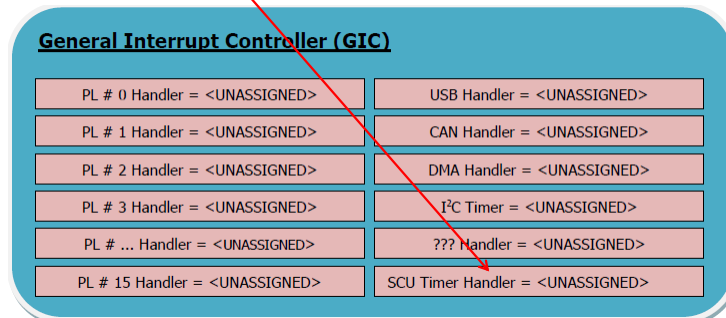 General Interrupt Controller (GIC)
PL # 0 Handler = <UNASSIGNED>
USB Handler = <UNASSIGNED>
PL # 1 Handler = <UNASSIGNED>
CAN Handler = <UNASSIGNED>
PL # 2 Handler = <UNASSIGNED>
DMA Handler = <UNASSIGNED>
PL # 3 Handler = <UNASSIGNED>
I²C Timer = <UNASSIGNED>
PL # ... Handler = <UNASSIGNED>
??? Handler = <UNASSIGNED>
PL # 15 Handler = <UNASSIGNED>
SCU Timer Handler = <UNASSIGNED>